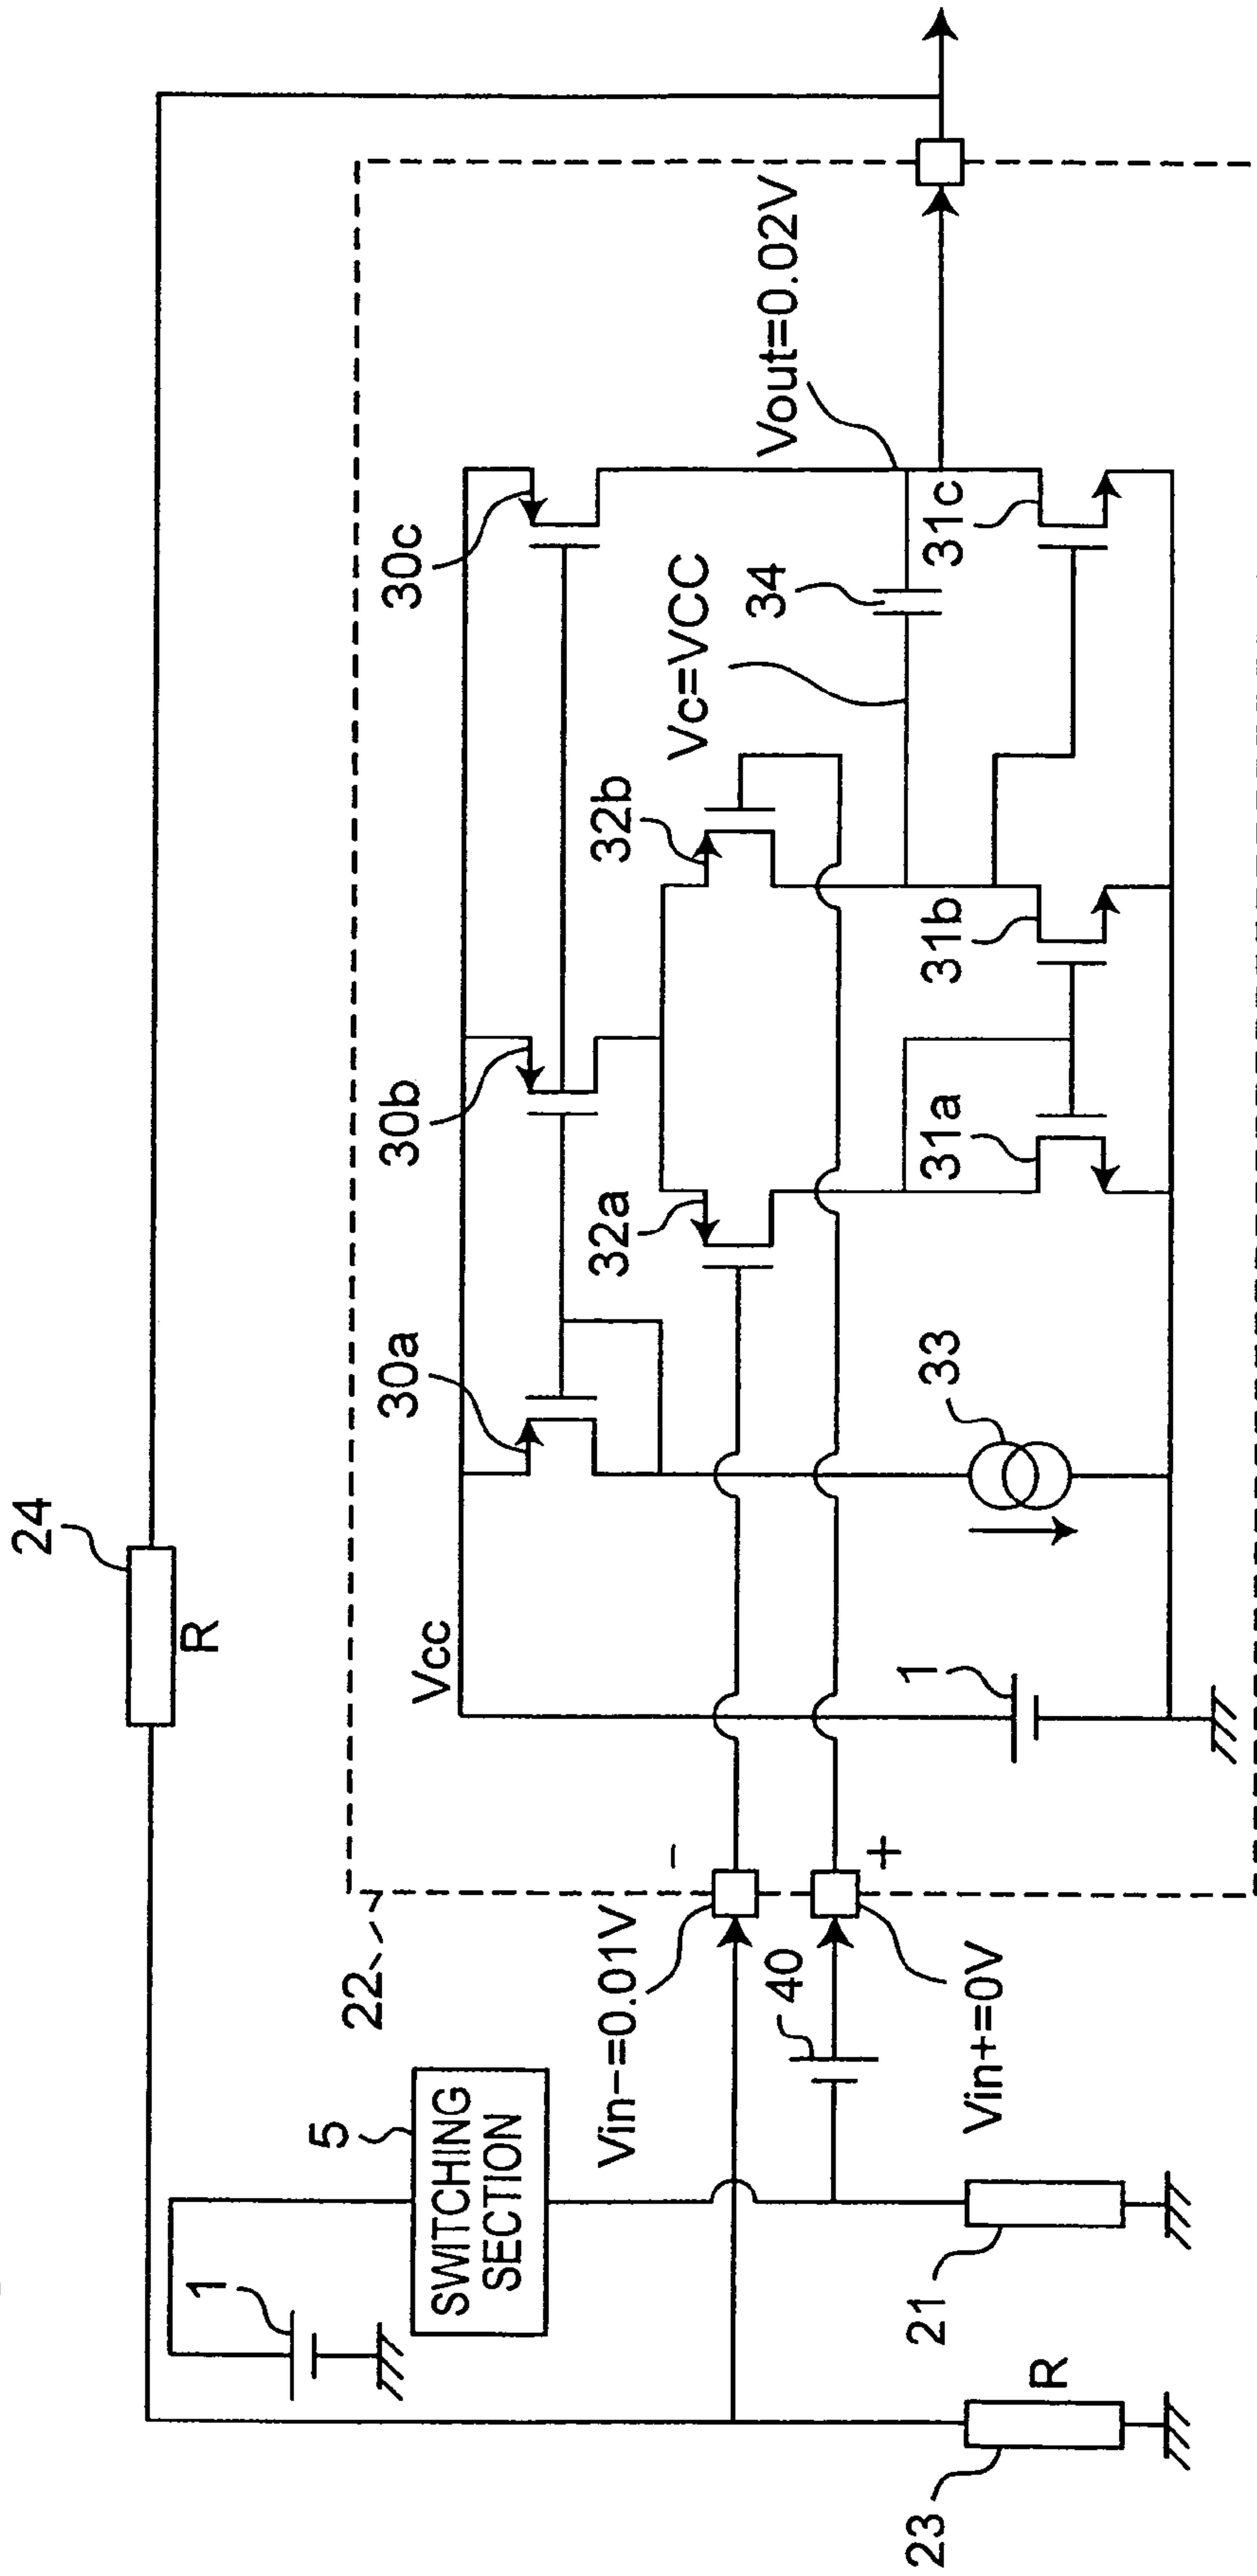 24
R
1
5
SWITCHING
SECTION
22
Vcc
30a
30b
30c
Vin-=0.01V
-
32a
32b
Vc=VCC
34
Vout=0.02V
40
+
Vin+=0V
1
33
31a
31b
31c
21
R
23